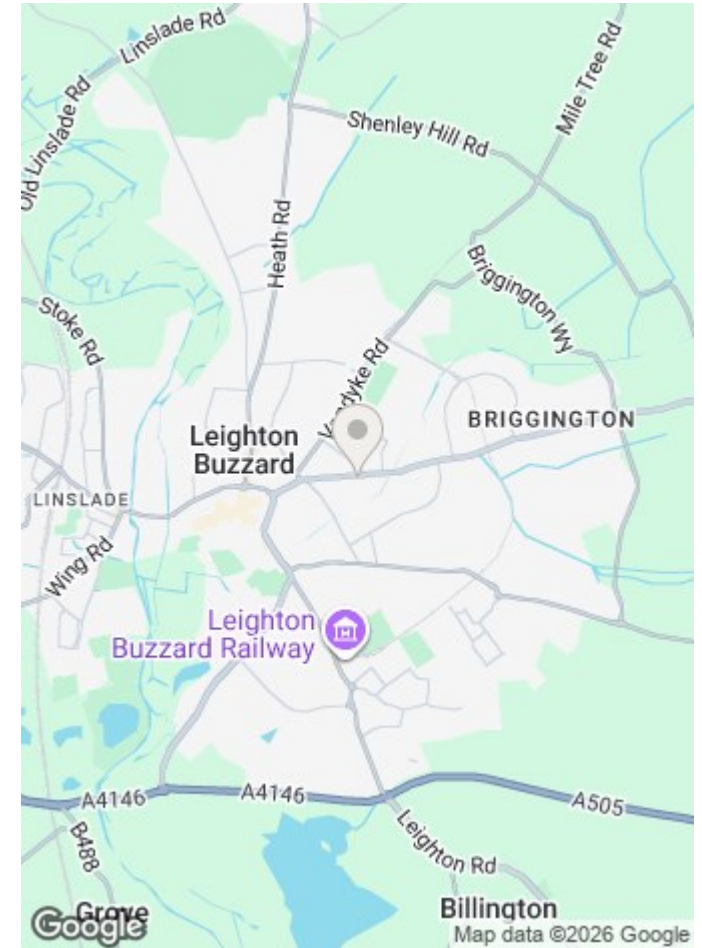 Linslade Rd
Old Linslade Rd
Mile Tree Rd
Shenley Hill Rd
Heath Rd
Briggington Wy
Stoke Rd
Vandyke Rd
BRIGGINGTON
Leighton
Buzzard
LINSLADE
Wing Rd
Leighton
Buzzard Railway
A4146
A4146
A505
B488
Leighton Rd
Grove
Billington
Google
Map data ©2026 Google